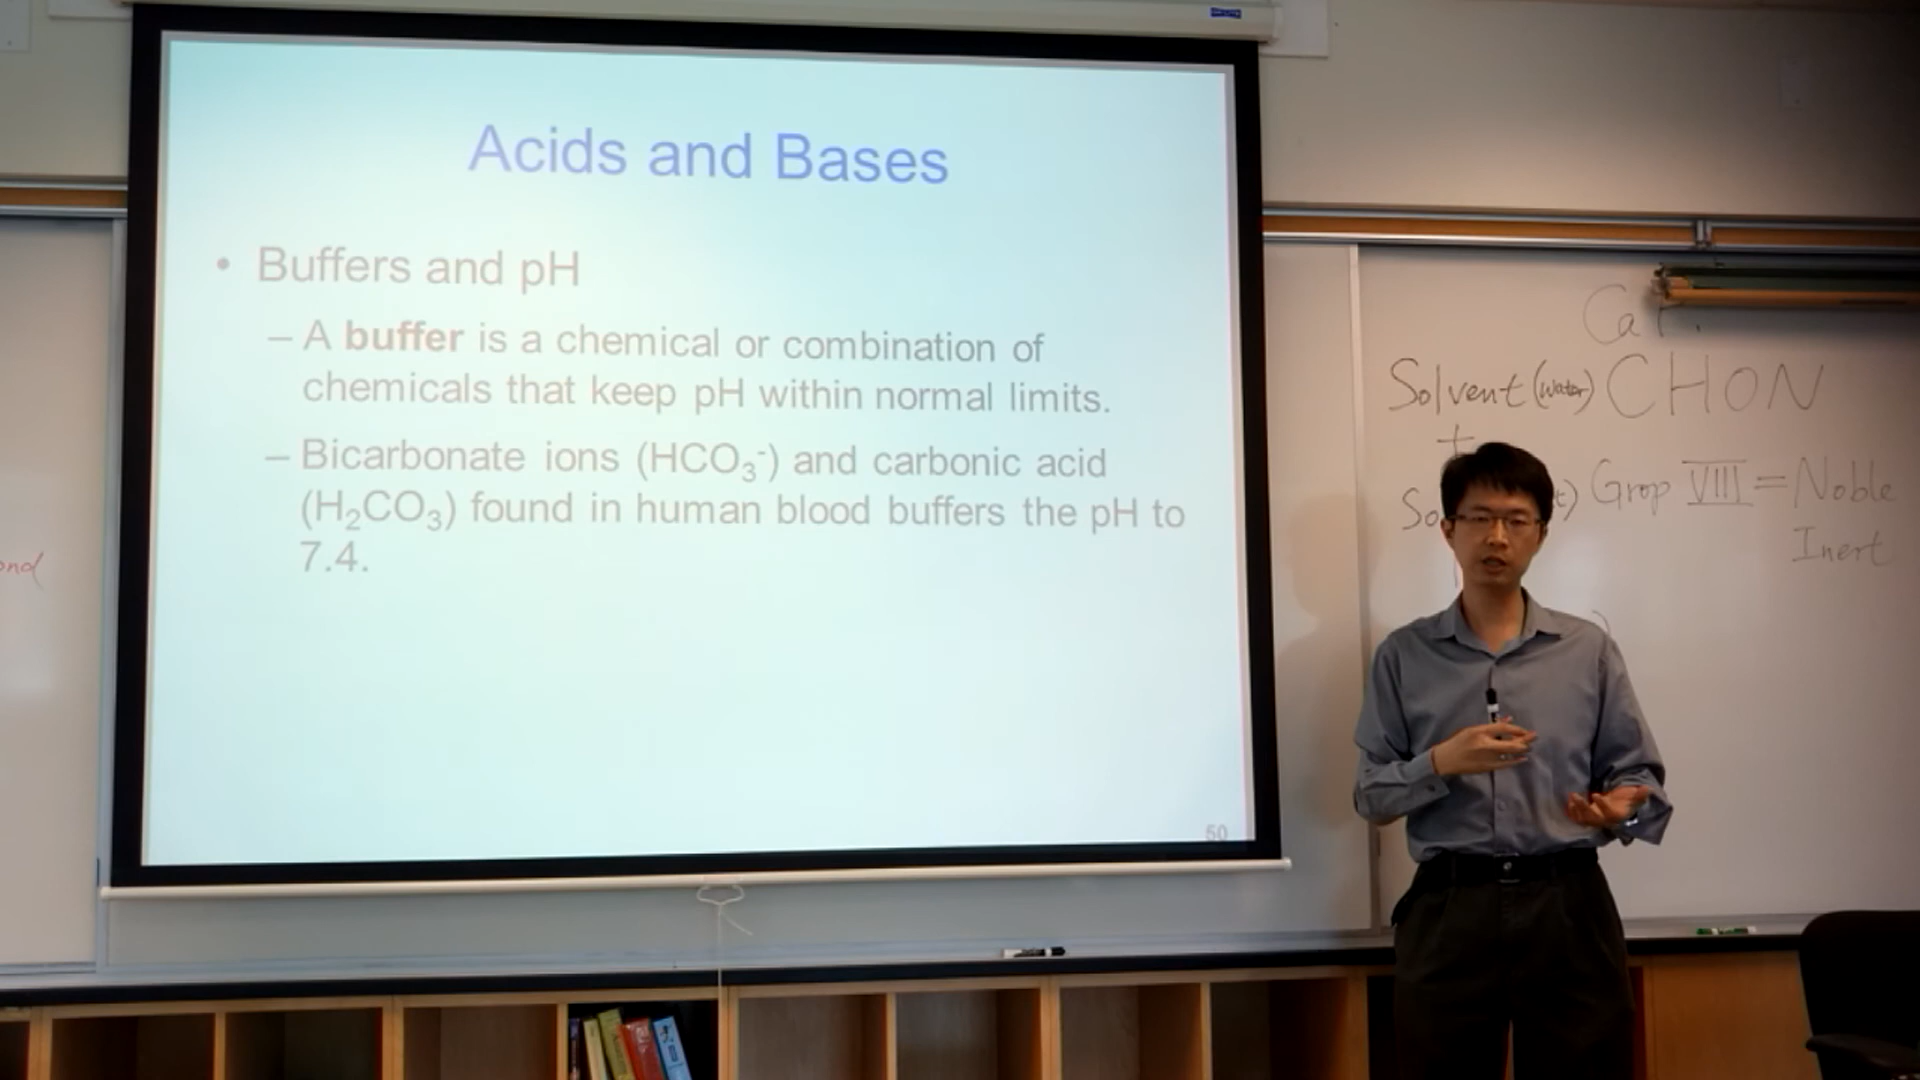 Acids and Bases
• Buffers and pH
– A buffer is a chemical or combination of
chemicals that keep pH within normal limits.
– Bicarbonate ions (HCO₃⁻) and carbonic acid
(H₂CO₃) found in human blood buffers the pH to
7.4.
50
Ca
Solvent (water) CHON
+
So
Grop VIII = Noble
Inert